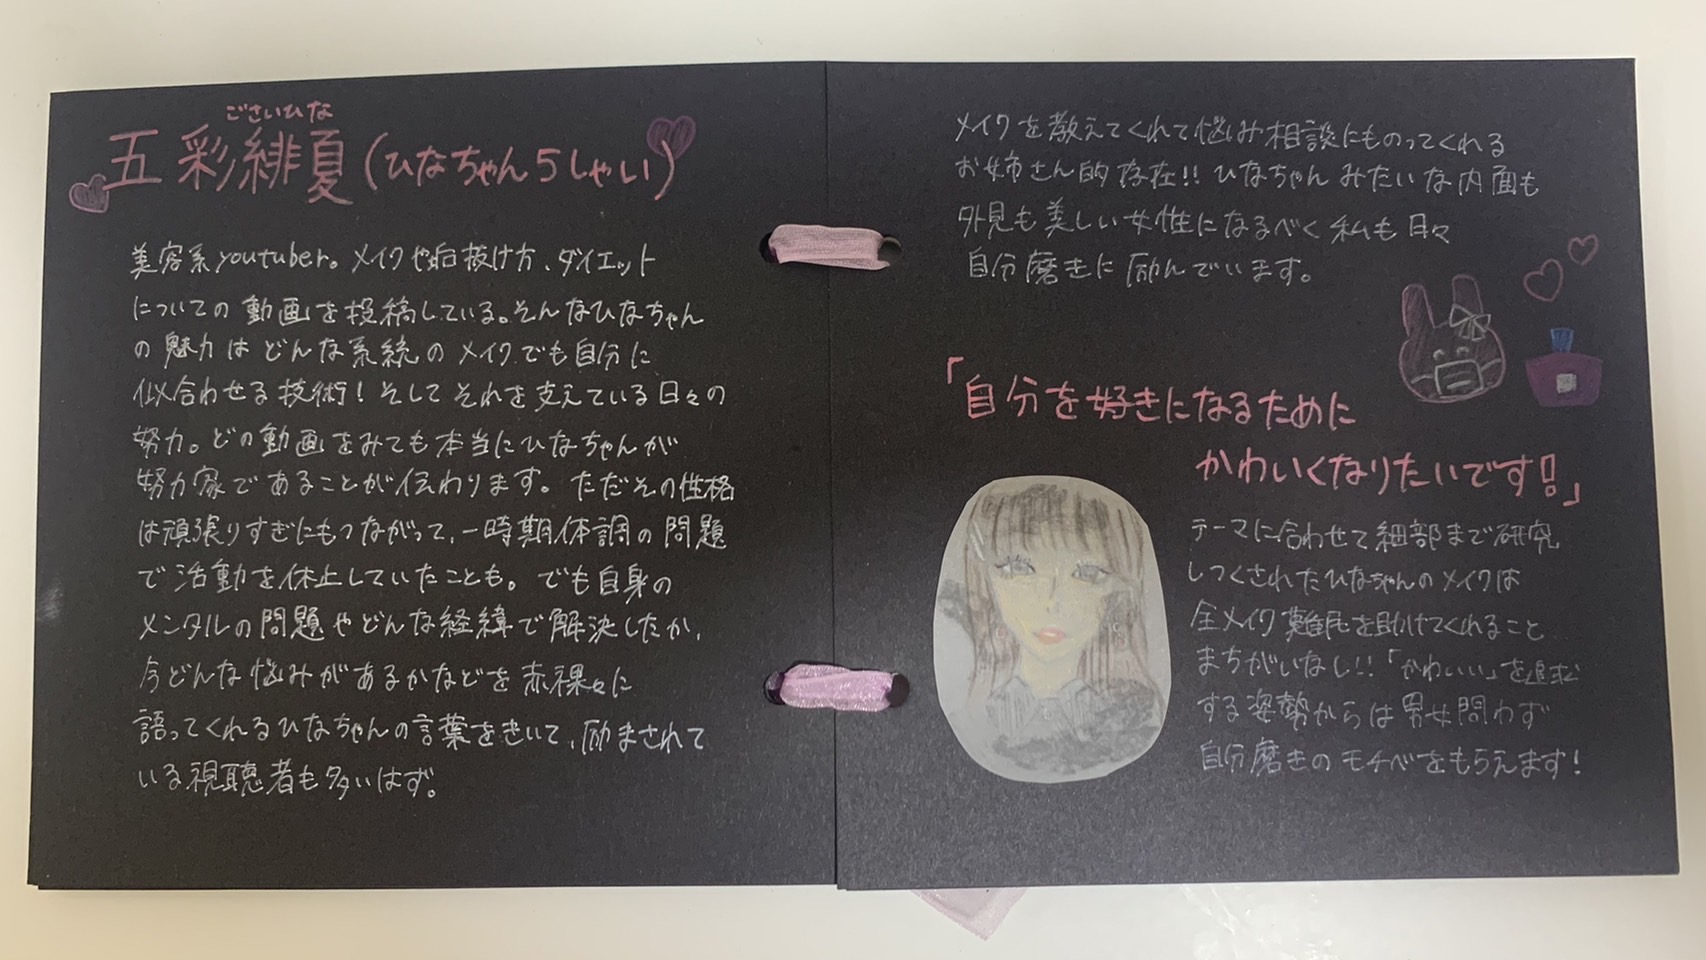 ごさいひな
五彩緋夏(ひなちゃん5しゃい)
美容系youtuber。メイクや垢抜け方、ダイエット
についての動画を投稿している。そんなひなちゃん
の魅力はどんな系統のメイクでも自分に
似合わせる技術!そしてそれを支えている日々の
努力。どの動画をみても本当にひなちゃんが
努力家であることが伝わります。ただその性格
は頑張りすぎにもつながって、一時期体調の問題
で活動を休止していたことも。でも自身の
メンタルの問題やどんな経緯で解決したか、
今どんな悩みがあるかなどを赤裸々に
語ってくれるひなちゃんの言葉をきいて、励まされて
いる視聴者も多いはず。
メイクを教えてくれて悩み相談にものってくれる
お姉さん的存在!!ひなちゃんみたいな内面も
外見も美しい女性になるべく私も日々
自分磨きに励んでいます。
「自分を好きになるために
かわいくなりたいです!」
テーマに合わせて細部まで研究
しつくされたひなちゃんのメイクは
全メイク難民を助けてくれること
まちがいなし!!「かわいい」を追求
する姿勢からは男女問わず
自分磨きのモチベをもらえます!